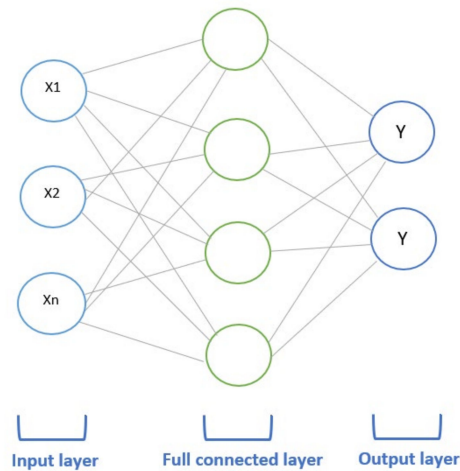 X1
X2
Xn
Y
Y
Input layer
Full connected layer
Output layer